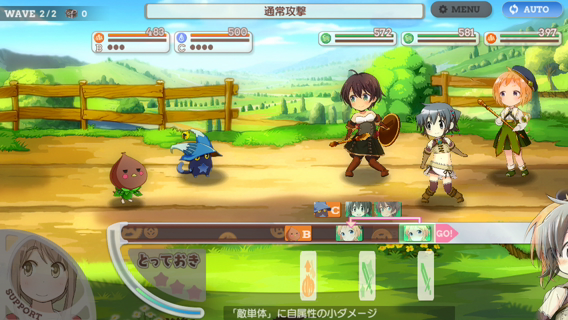 WAVE 2/2 0
通常攻撃
MENU
AUTO
483
500
572
581
397
B
C
C
B
GO!
とっておき
SUPPORT
「敵単体」に自属性の小ダメージ